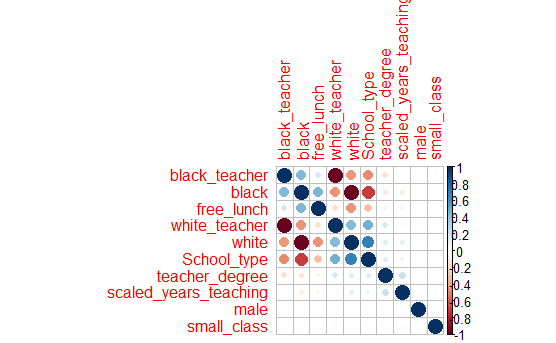 black_teacher
black
free_lunch
white_teacher
white
School_type
teacher_degree
scaled_years_teaching
male
small_class
black_teacher
black
free_lunch
white_teacher
white
School_type
teacher_degree
scaled_years_teaching
male
small_class
1
0.8
0.6
0.4
0.2
0
-0.2
-0.4
-0.6
-0.8
-1